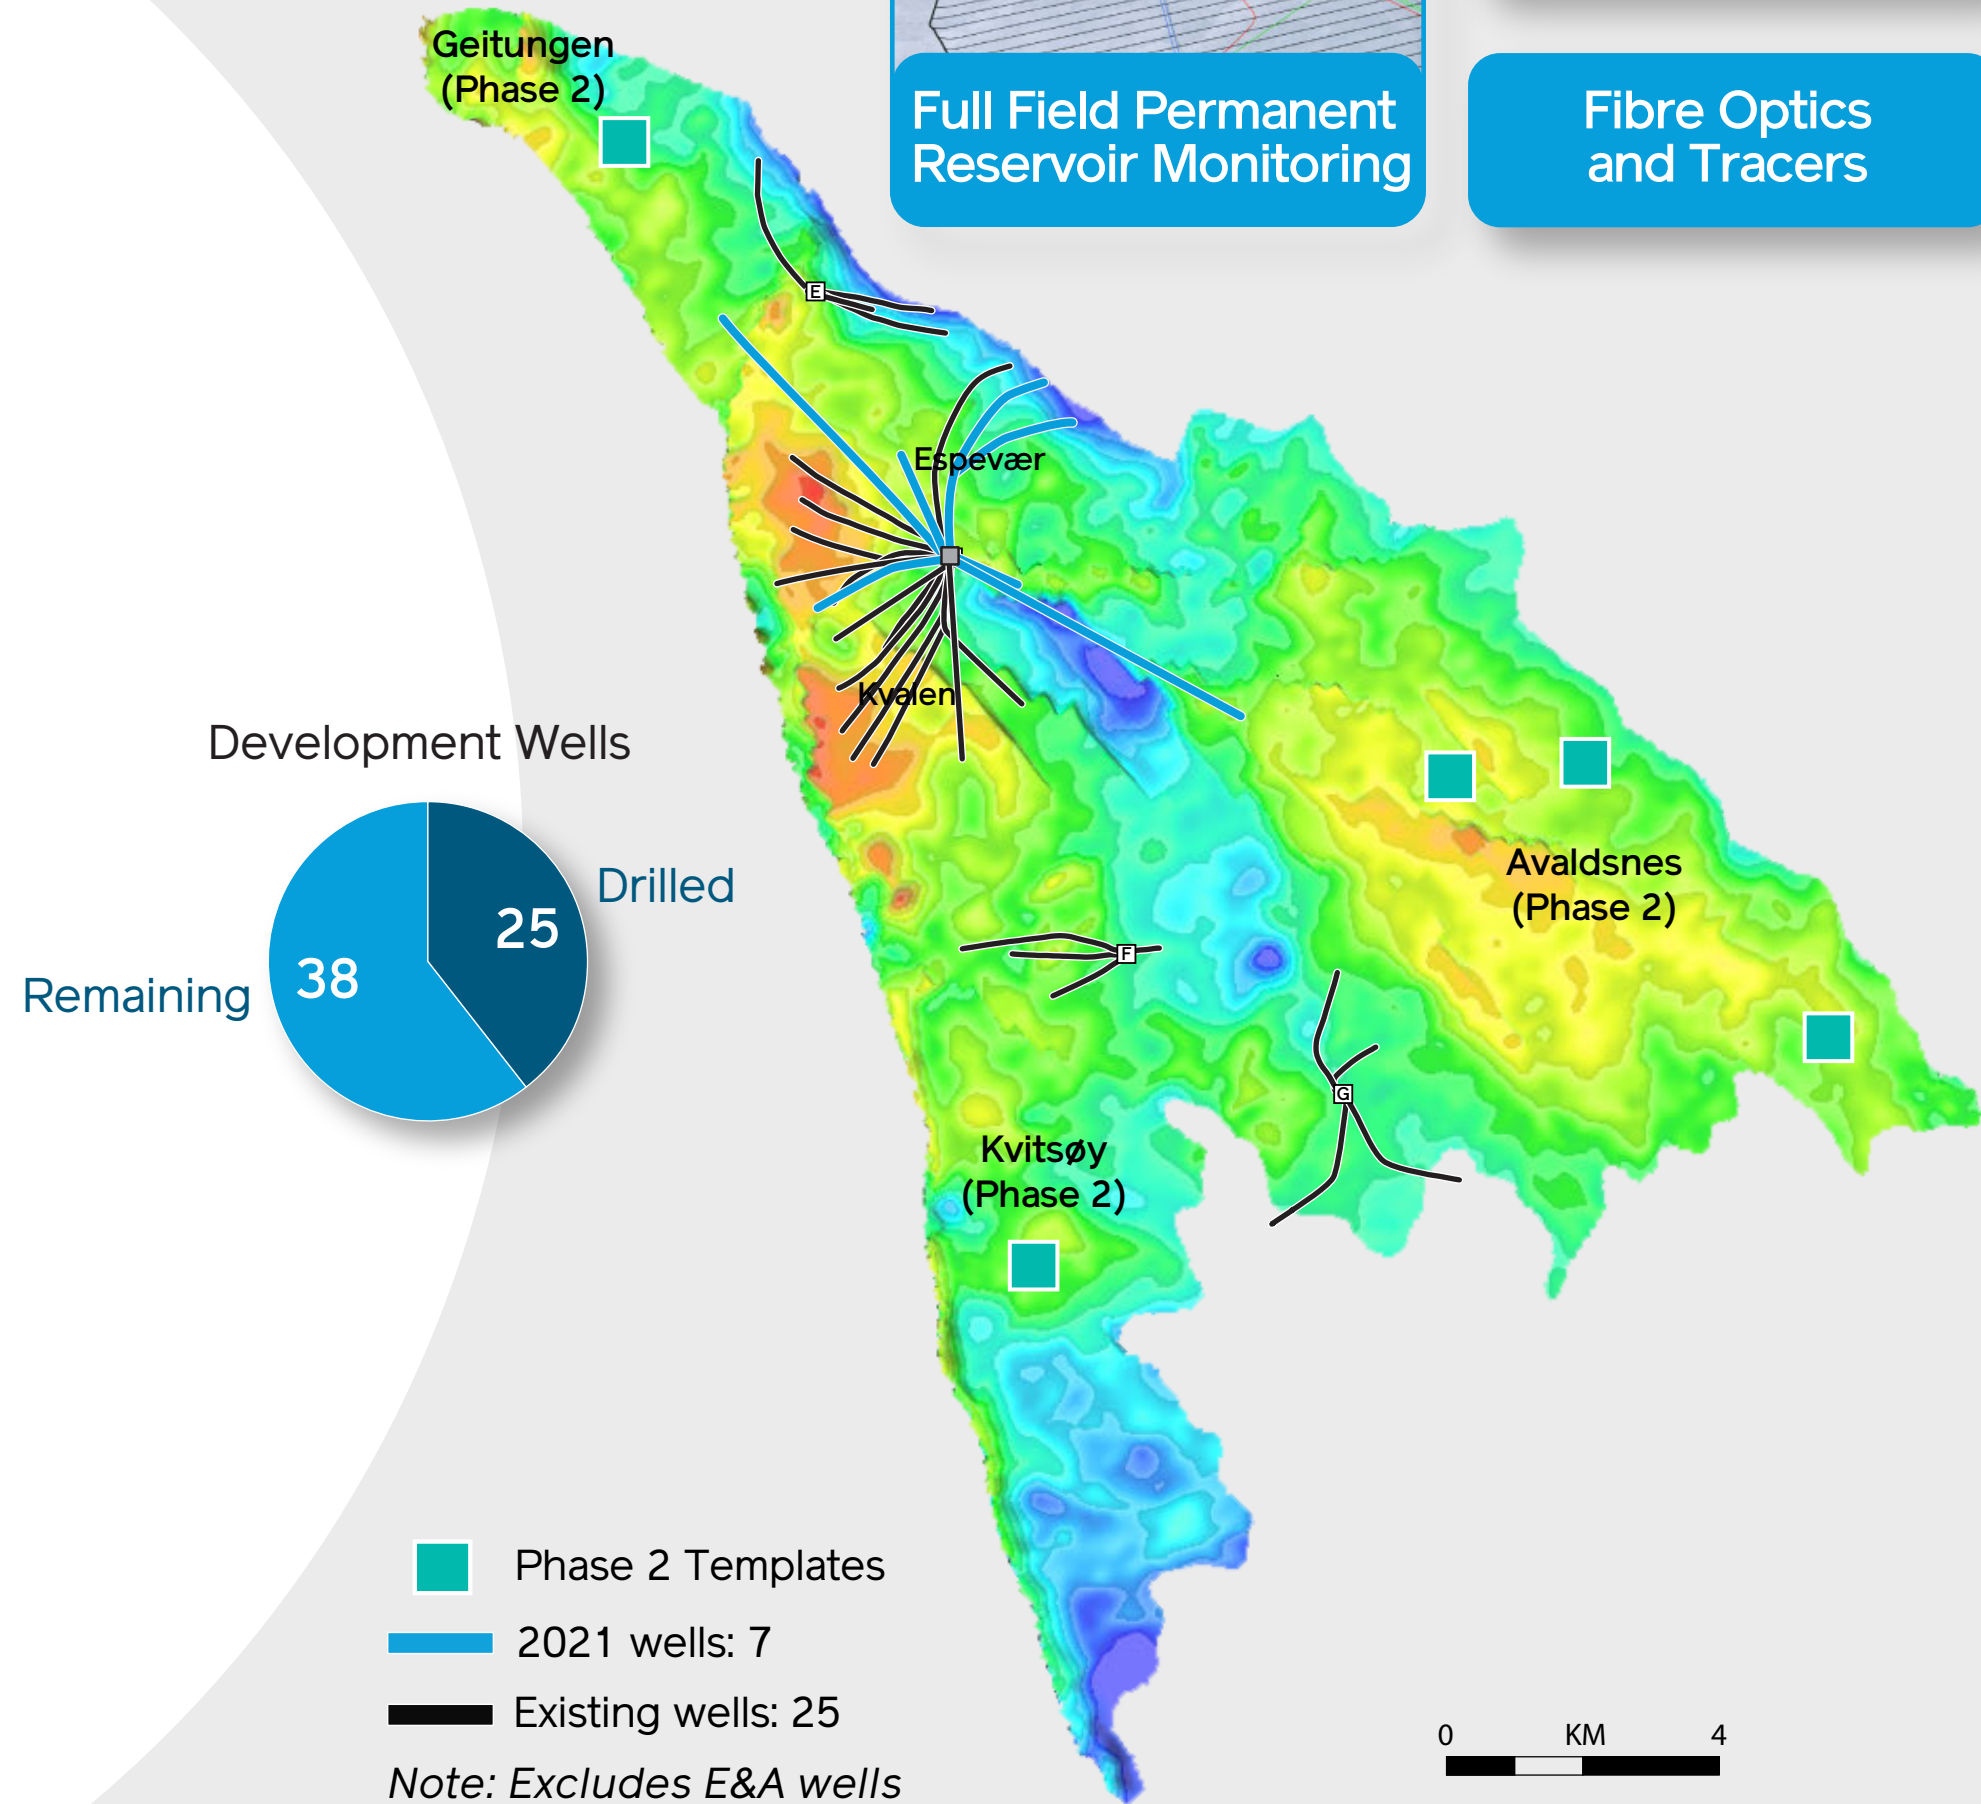 Geitungen
(Phase 2)
Full Field Permanent
Reservoir Monitoring
Fibre Optics
and Tracers
E
Espevær
Kvalen
Development Wells
Drilled
25
38
Remaining
Avaldsnes
(Phase 2)
F
G
Kvitsøy
(Phase 2)
Phase 2 Templates
2021 wells: 7
Existing wells: 25
Note: Excludes E&A wells
0 KM 4